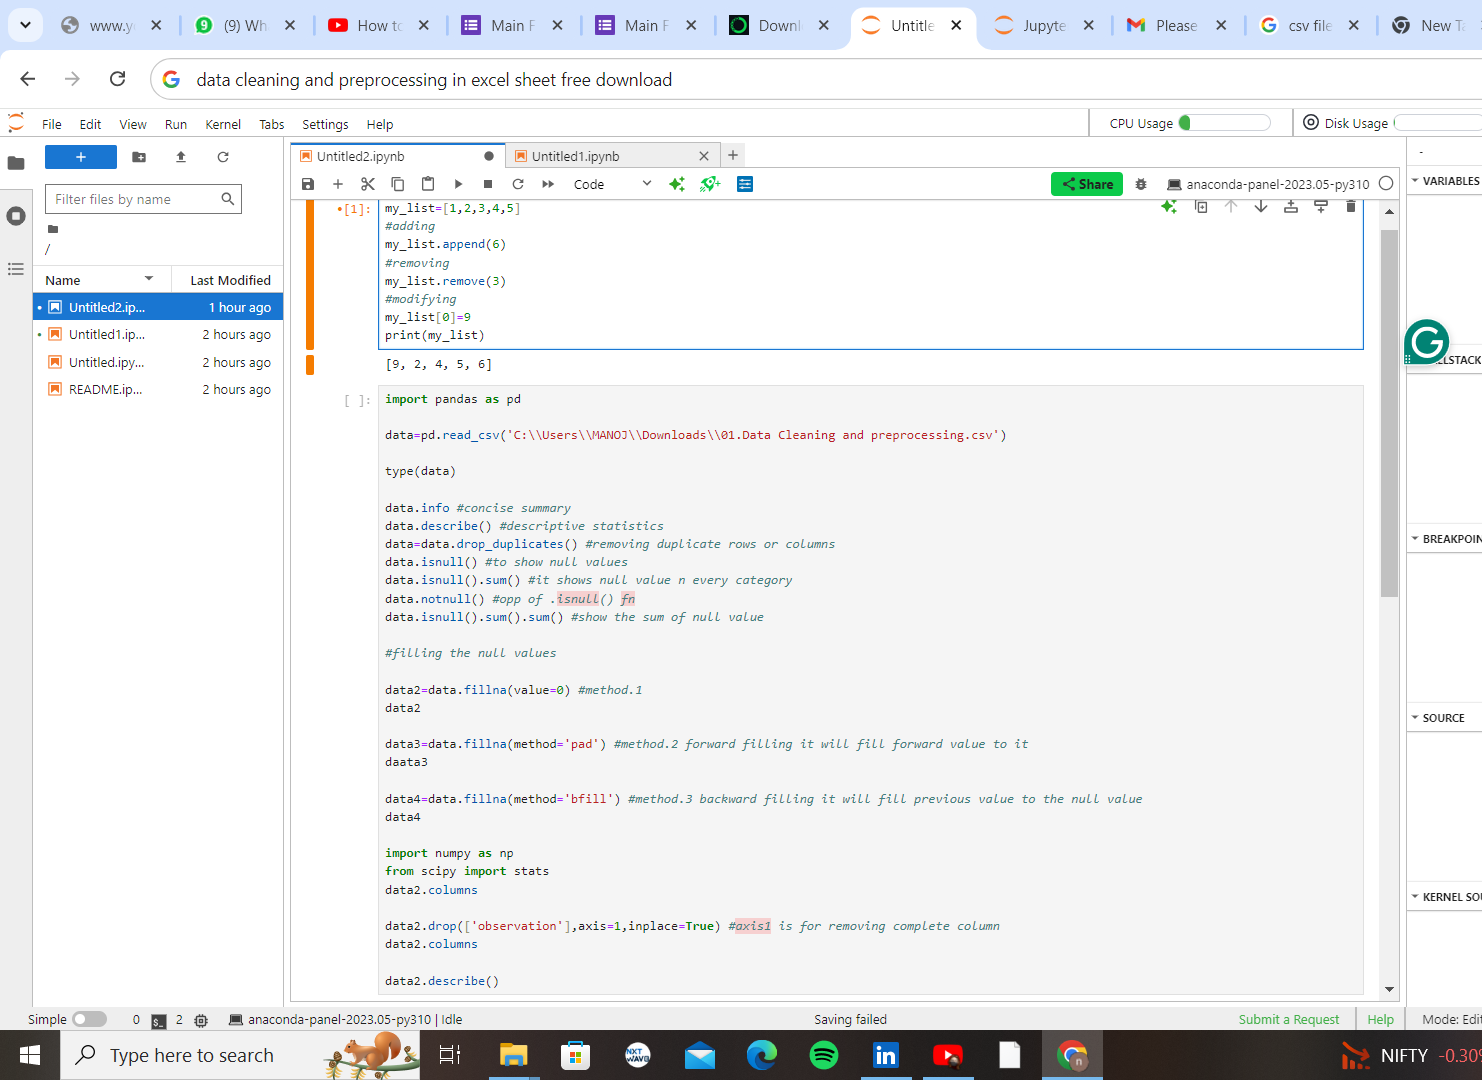 www.y
(9) Wh
How to
Main F
Main F
Downl
Untitle
Jupyte
Please
csv file
New Ta
data cleaning and preprocessing in excel sheet free download
File Edit View Run Kernel Tabs Settings Help
CPU Usage
Disk Usage
Untitled2.ipynb
Untitled1.ipynb
Code
Share
anaconda-panel-2023.05-py310
Filter files by name
/
Name Last Modified
Untitled2.ip... 1 hour ago
Untitled1.ip... 2 hours ago
Untitled.ipy... 2 hours ago
README.ip... 2 hours ago
[1]: my_list=[1,2,3,4,5]
#adding
my_list.append(6)
#removing
my_list.remove(3)
#modifying
my_list[0]=9
print(my_list)
[9, 2, 4, 5, 6]
[ ]: import pandas as pd
data=pd.read_csv('C:\\Users\\MANOJ\\Downloads\\01.Data Cleaning and preprocessing.csv')
type(data)
data.info #concise summary
data.describe() #descriptive statistics
data=data.drop_duplicates() #removing duplicate rows or columns
data.isnull() #to show null values
data.isnull().sum() #it shows null value n every category
data.notnull() #opp of .isnull() fn
data.isnull().sum().sum() #show the sum of null value
#filling the null values
data2=data.fillna(value=0) #method.1
data2
data3=data.fillna(method='pad') #method.2 forward filling it will fill forward value to it
daata3
data4=data.fillna(method='bfill') #method.3 backward filling it will fill previous value to the null value
data4
import numpy as np
from scipy import stats
data2.columns
data2.drop(['observation'],axis=1,inplace=True) #axis1 is for removing complete column
data2.columns
data2.describe()
-
VARIABLES
LLSTACK
BREAKPOIN
SOURCE
KERNEL SO
Simple 0 2 anaconda-panel-2023.05-py310 | Idle
Saving failed
Submit a Request
Help
Mode: Edi
Type here to search
NXT WAVE
NIFTY -0.30%